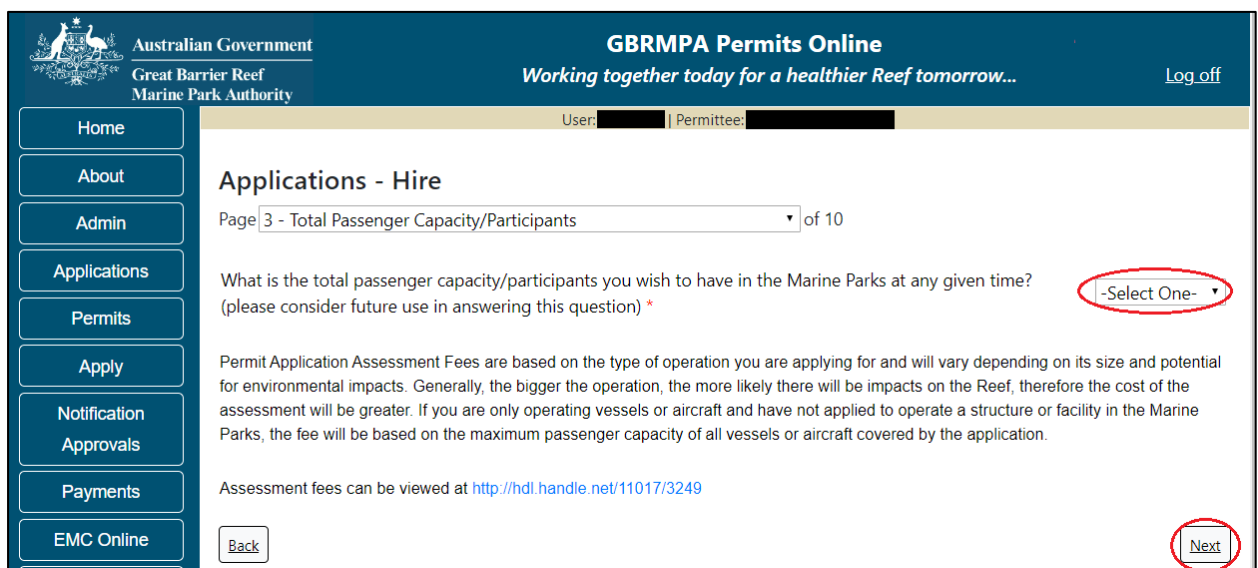 Australian Government
Great Barrier Reef
Marine Park Authority
GBRMPA Permits Online
Working together today for a healthier Reef tomorrow...
Log off
User: | Permittee:
Home
About
Admin
Applications
Permits
Apply
Notification
Approvals
Payments
EMC Online
Applications - Hire
Page 3 - Total Passenger Capacity/Participants of 10
What is the total passenger capacity/participants you wish to have in the Marine Parks at any given time?
(please consider future use in answering this question) *
-Select One-
Permit Application Assessment Fees are based on the type of operation you are applying for and will vary depending on its size and potential
for environmental impacts. Generally, the bigger the operation, the more likely there will be impacts on the Reef, therefore the cost of the
assessment will be greater. If you are only operating vessels or aircraft and have not applied to operate a structure or facility in the Marine
Parks, the fee will be based on the maximum passenger capacity of all vessels or aircraft covered by the application.
Assessment fees can be viewed at http://hdl.handle.net/11017/3249
Back
Next